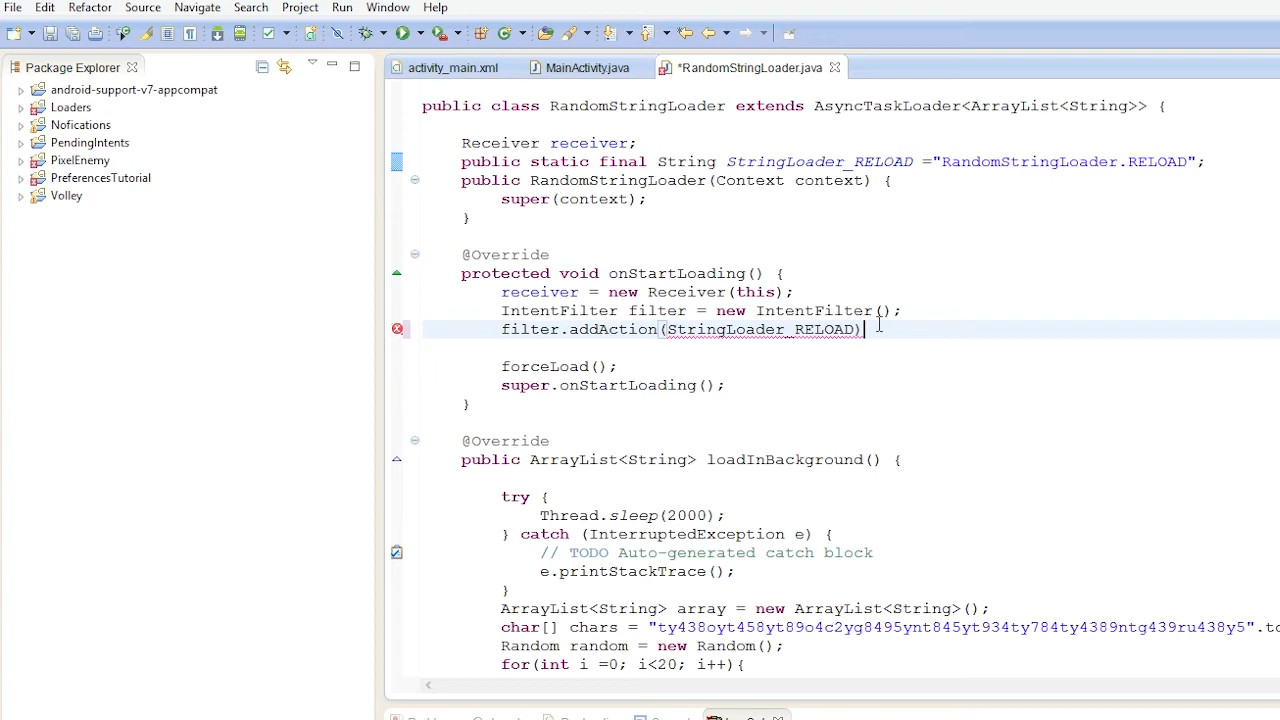 File Edit Refactor Source Navigate Search Project Run Window Help
Package Explorer
activity_main.xml MainActivity.java *RandomStringLoader.java
android-support-v7-appcompat
Loaders
Nofications
PendingIntents
PixelEnemy
PreferencesTutorial
Volley
public class RandomStringLoader extends AsyncTaskLoader<ArrayList<String>> {
Receiver receiver;
public static final String StringLoader_RELOAD ="RandomStringLoader.RELOAD";
public RandomStringLoader(Context context) {
super(context);
}
@Override
protected void onStartLoading() {
receiver = new Receiver(this);
IntentFilter filter = new IntentFilter();
filter.addAction(StringLoader_RELOAD)
forceLoad();
super.onStartLoading();
}
@Override
public ArrayList<String> loadInBackground() {
try {
Thread.sleep(2000);
} catch (InterruptedException e) {
// TODO Auto-generated catch block
e.printStackTrace();
}
ArrayList<String> array = new ArrayList<String>();
char[] chars = "ty438oyt458yt89o4c2yg8495ynt845yt934ty784ty4389ntg439ru438y5".to
Random random = new Random();
for(int i =0; i<20; i++){